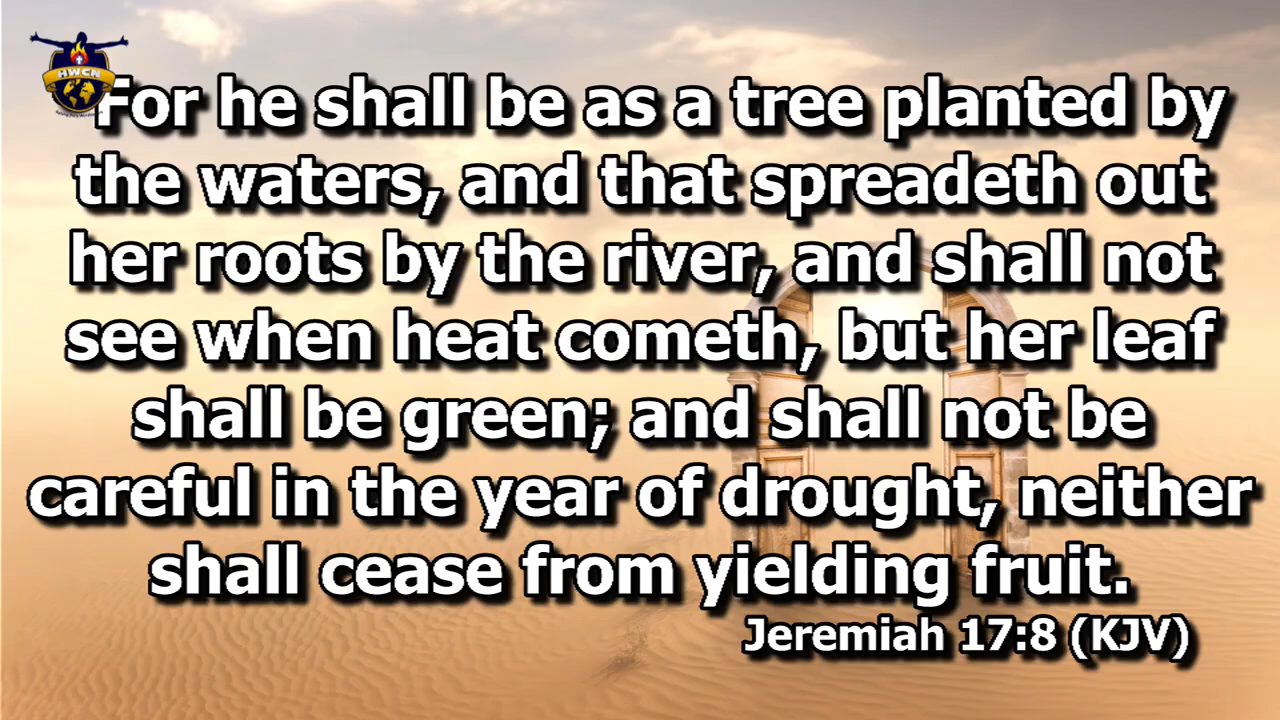 HWCN
For he shall be as a tree planted by
the waters, and that spreadeth out
her roots by the river, and shall not
see when heat cometh, but her leaf
shall be green; and shall not be
careful in the year of drought, neither
shall cease from yielding fruit.
Jeremiah 17:8 (KJV)